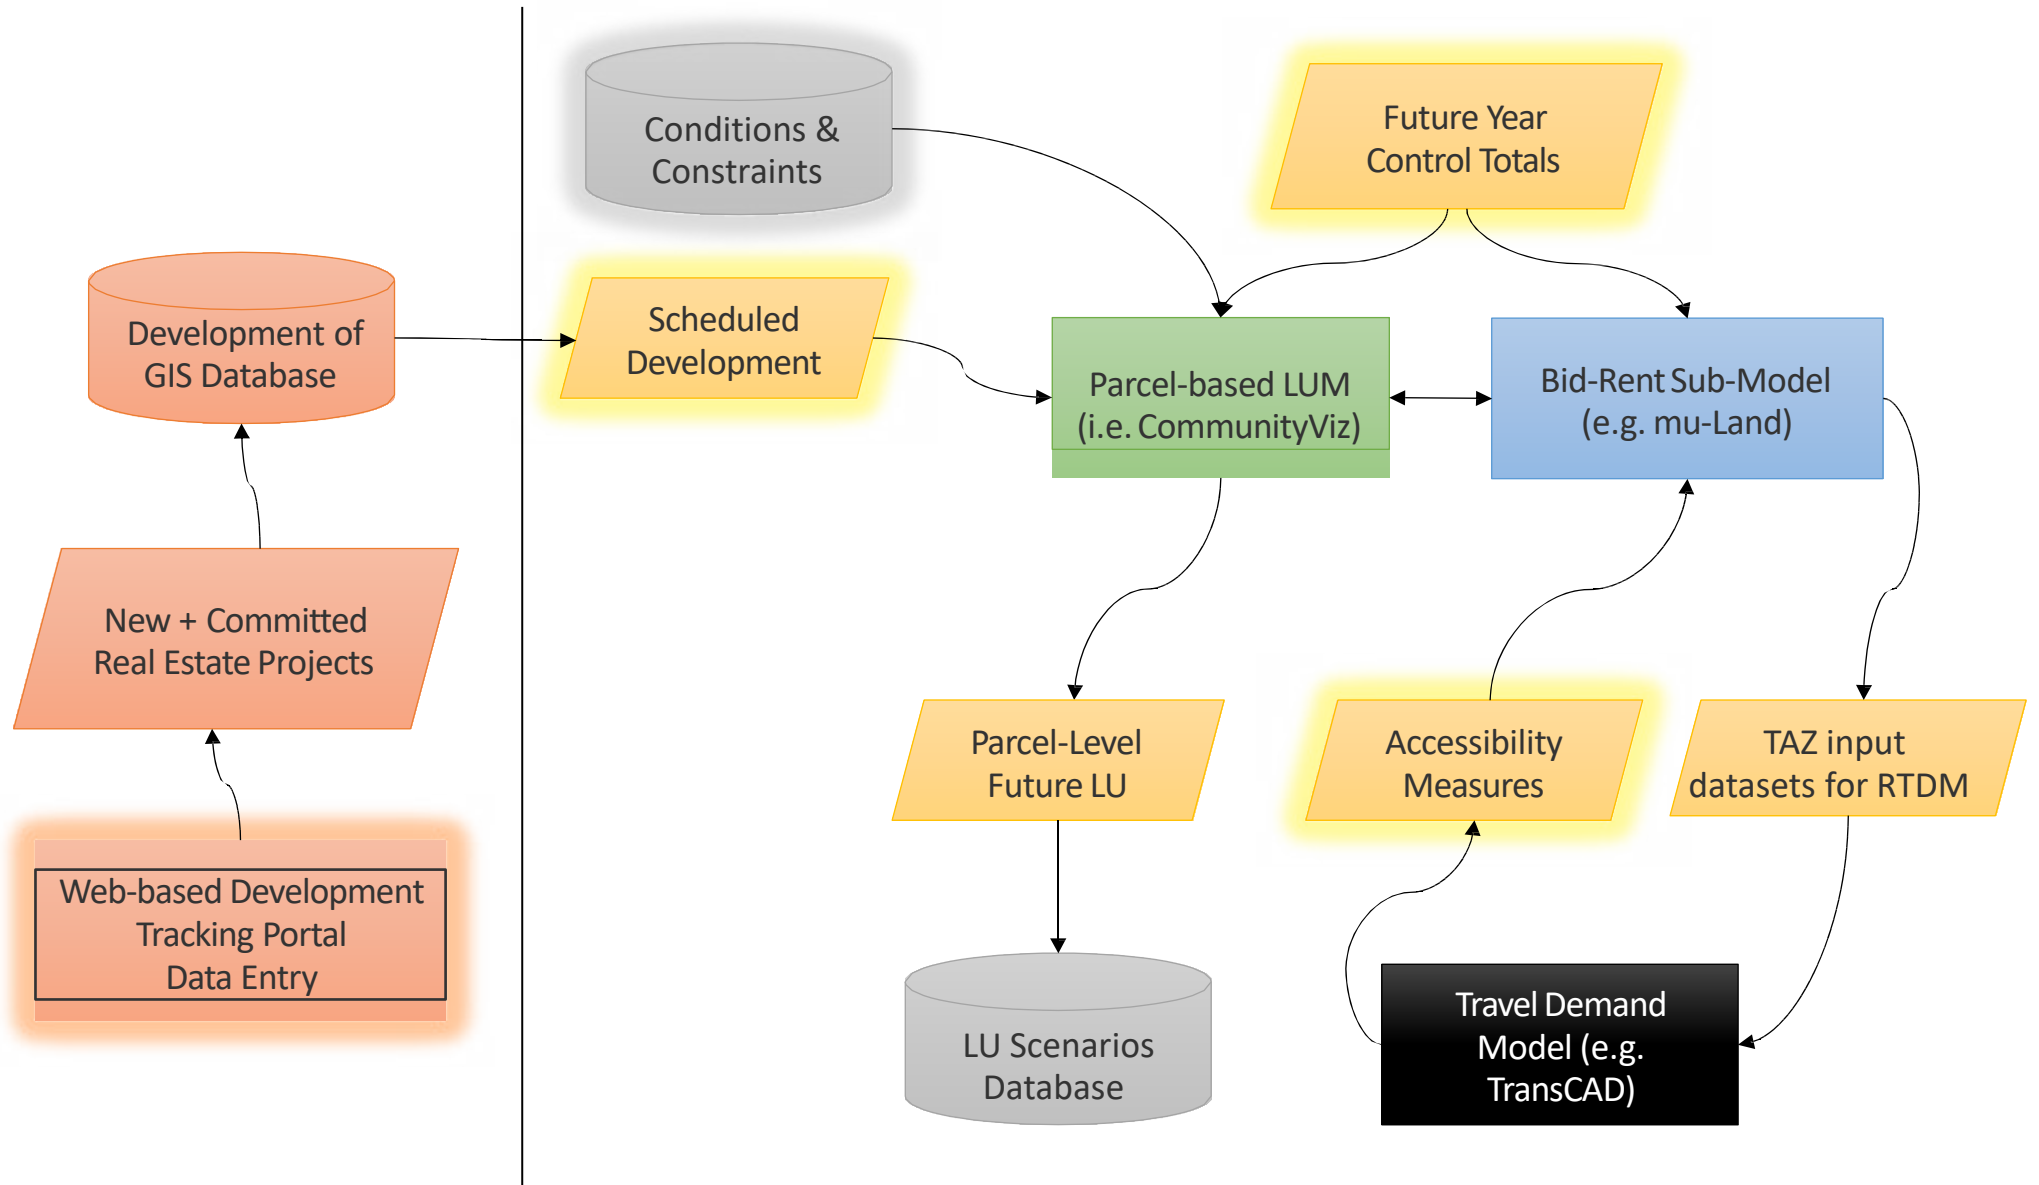 Conditions &
Constraints
Future Year
Control Totals
Development of
GIS Database
Scheduled
Development
Parcel-based LUM
(i.e. CommunityViz)
Bid-Rent Sub-Model
(e.g. mu-Land)
New + Committed
Real Estate Projects
Parcel-Level
Future LU
Accessibility
Measures
TAZ input
datasets for RTDM
Web-based Development
Tracking Portal
Data Entry
LU Scenarios
Database
Travel Demand
Model (e.g.
TransCAD)